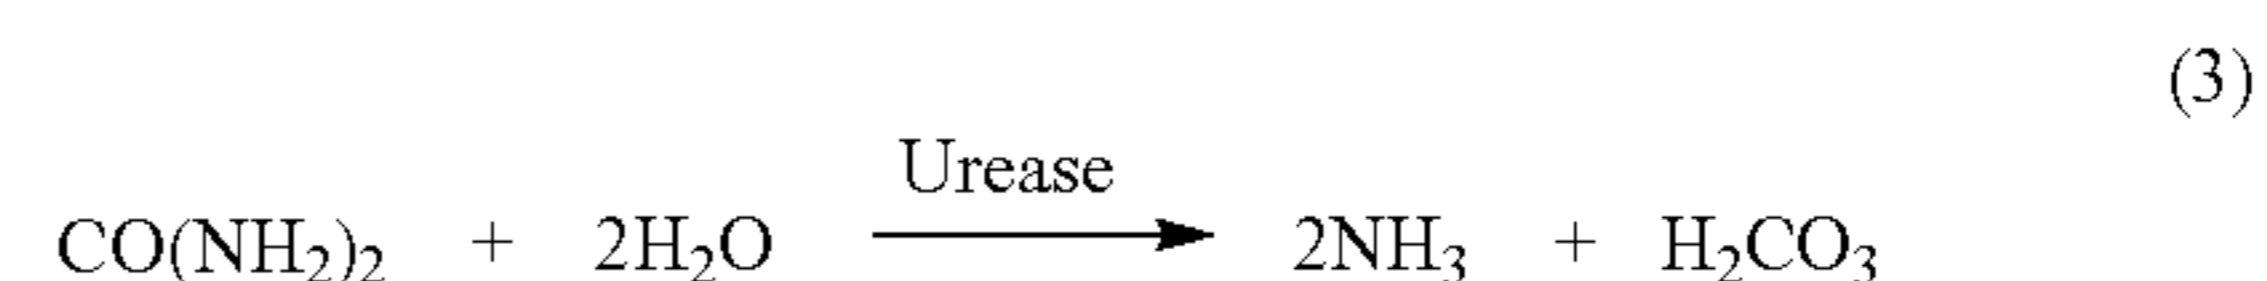 (3)
Urease
CO(NH₂)₂ + 2H₂O ⟶ 2NH₃ + H₂CO₃